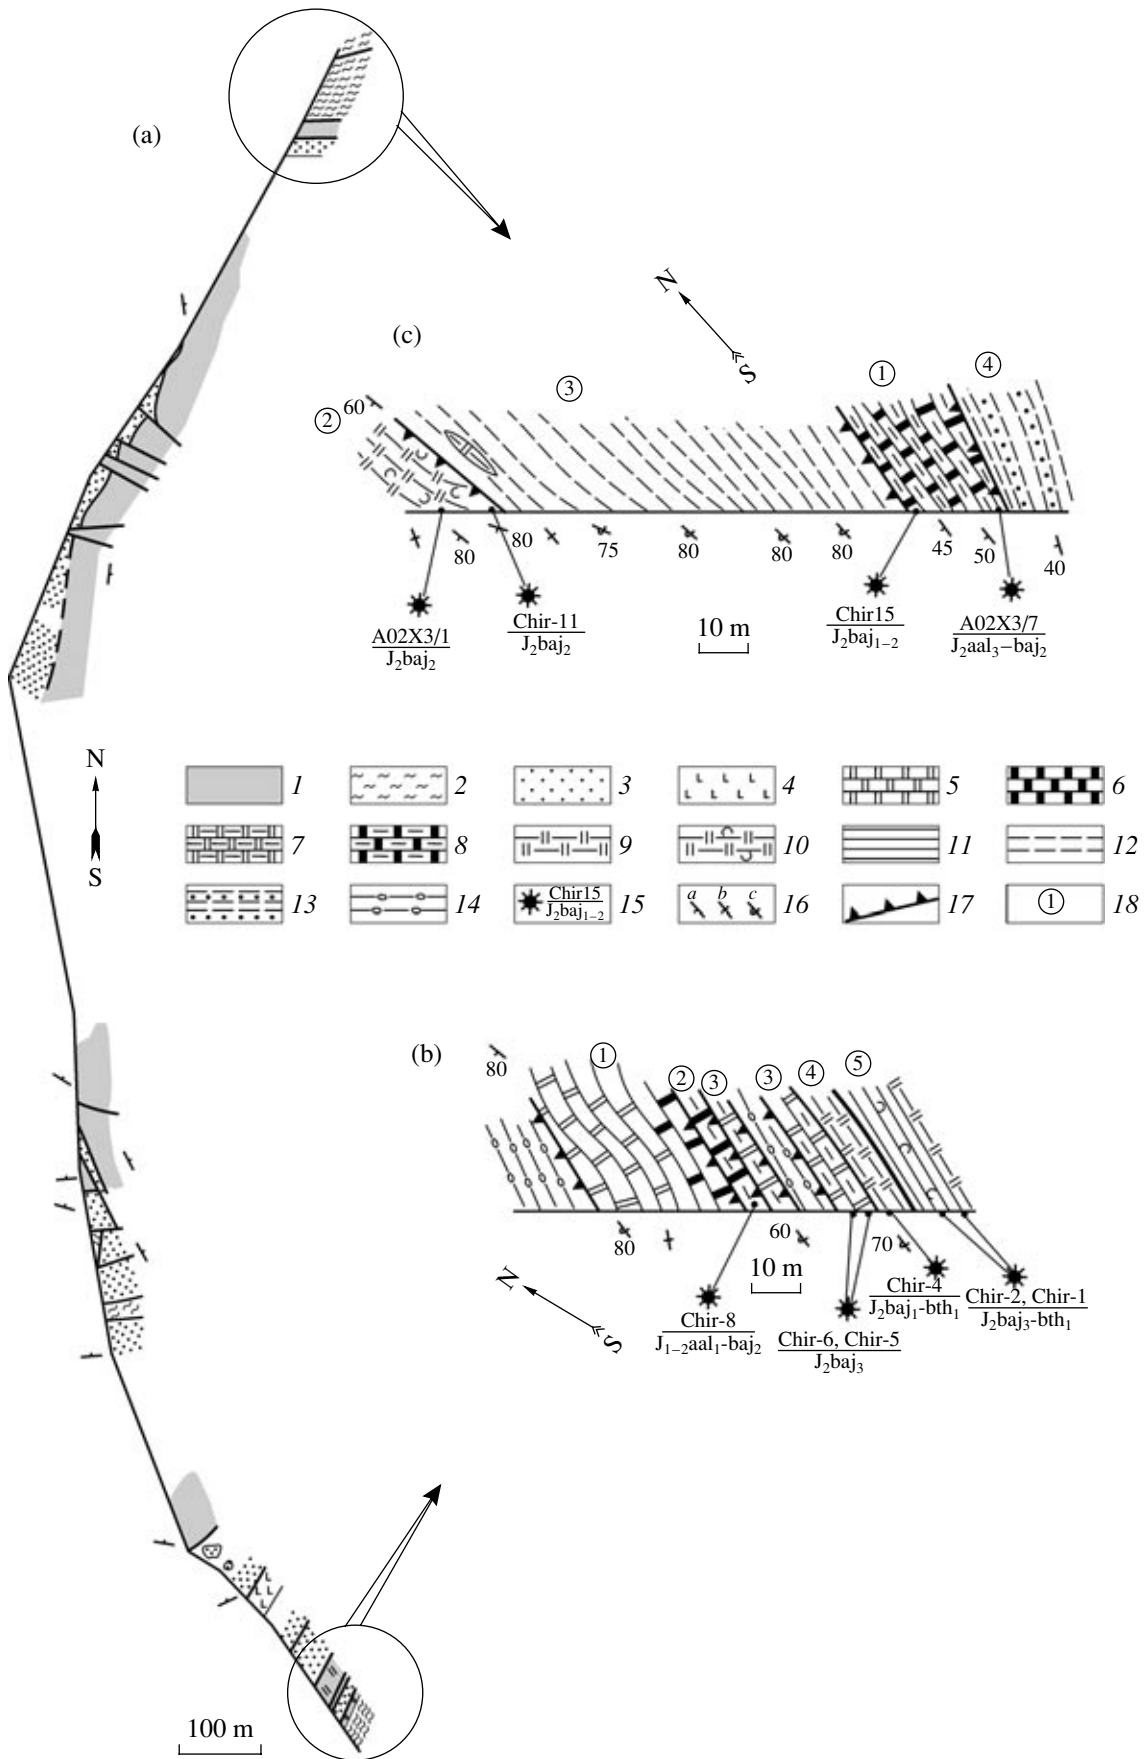 (a)
N
S
(c)
② 60 ③ ① ④
80 80 75 80 80 80 45 50 40
A02X3/1
J₂baj₂
Chir-11
J₂baj₂
10 m
Chir15
J₂baj₁₋₂
A02X3/7
J₂aal₃–baj₂
N
S
1 2 3 4 5 6
7 8 9 10 11 12
13 14 Chir15
J₂baj₁₋₂ 15 a b c 16 17 ① 18
(b)
80 ① ② ③ ③ ④ ⑤
80 60 70
N
S
10 m
Chir-8
J₁₋₂aal₁-baj₂
Chir-6, Chir-5
J₂baj₃
Chir-4
J₂baj₁-bth₁
Chir-2, Chir-1
J₂baj₃-bth₁
100 m